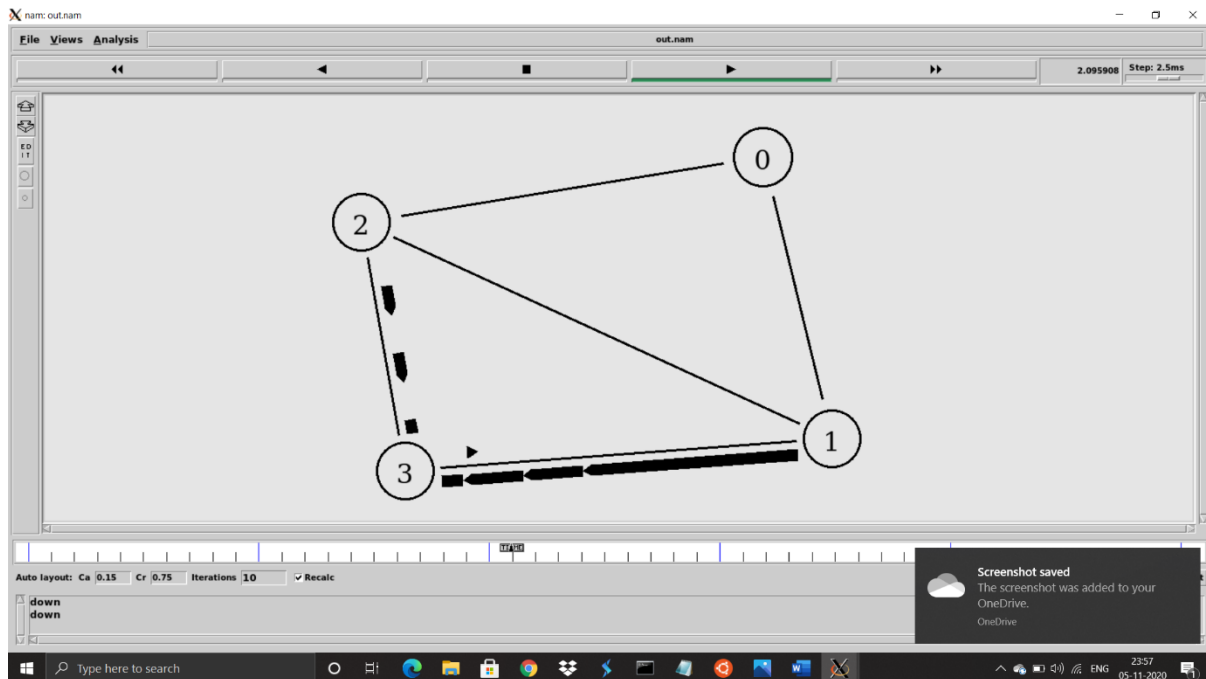 nam: out.nam
File Views Analysis out.nam
2.095908 Step: 2.5ms
ED
IT
0
2
1
3
TIME
Auto layout: Ca 0.15 Cr 0.75 Iterations 10 Recalc
down
down
Screenshot saved
The screenshot was added to your
OneDrive.
OneDrive
Type here to search
ENG
23:57
05-11-2020